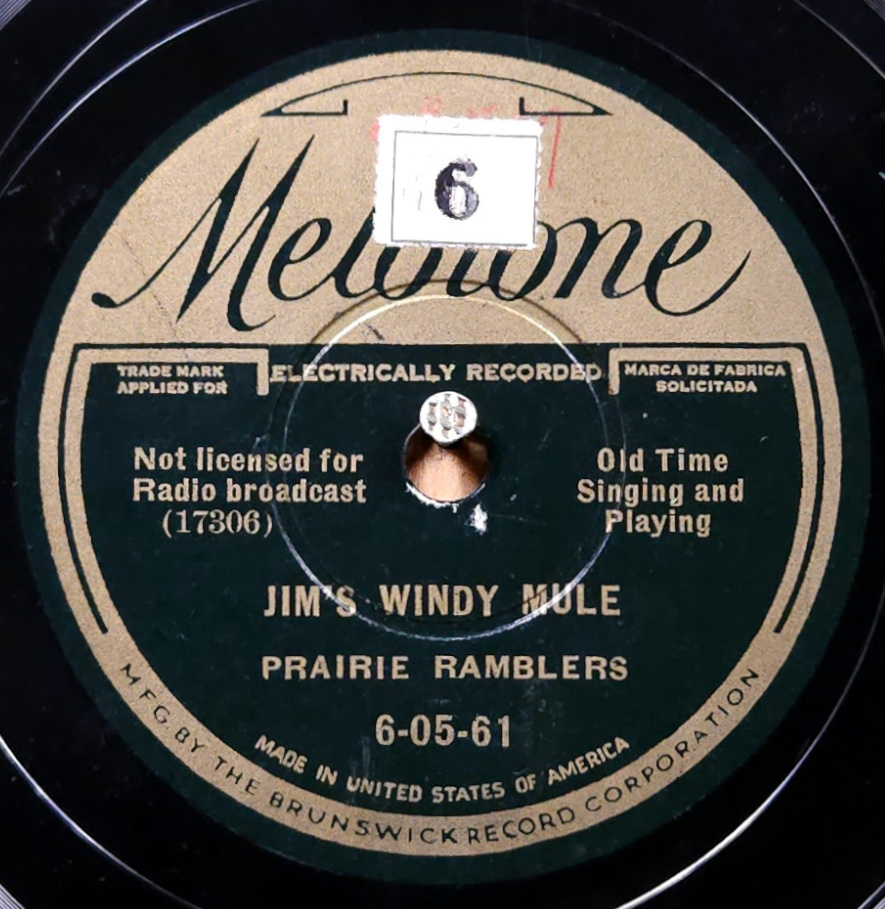 6
Melotone
TRADE MARK
APPLIED FOR
ELECTRICALLY RECORDED
MARCA DE FABRICA
SOLICITADA
Not licensed for
Radio broadcast
(17306)
Old Time
Singing and
Playing
JIM'S WINDY MULE
PRAIRIE RAMBLERS
6-05-61
MADE IN UNITED STATES OF AMERICA
MFG. BY THE BRUNSWICK RECORD CORPORATION